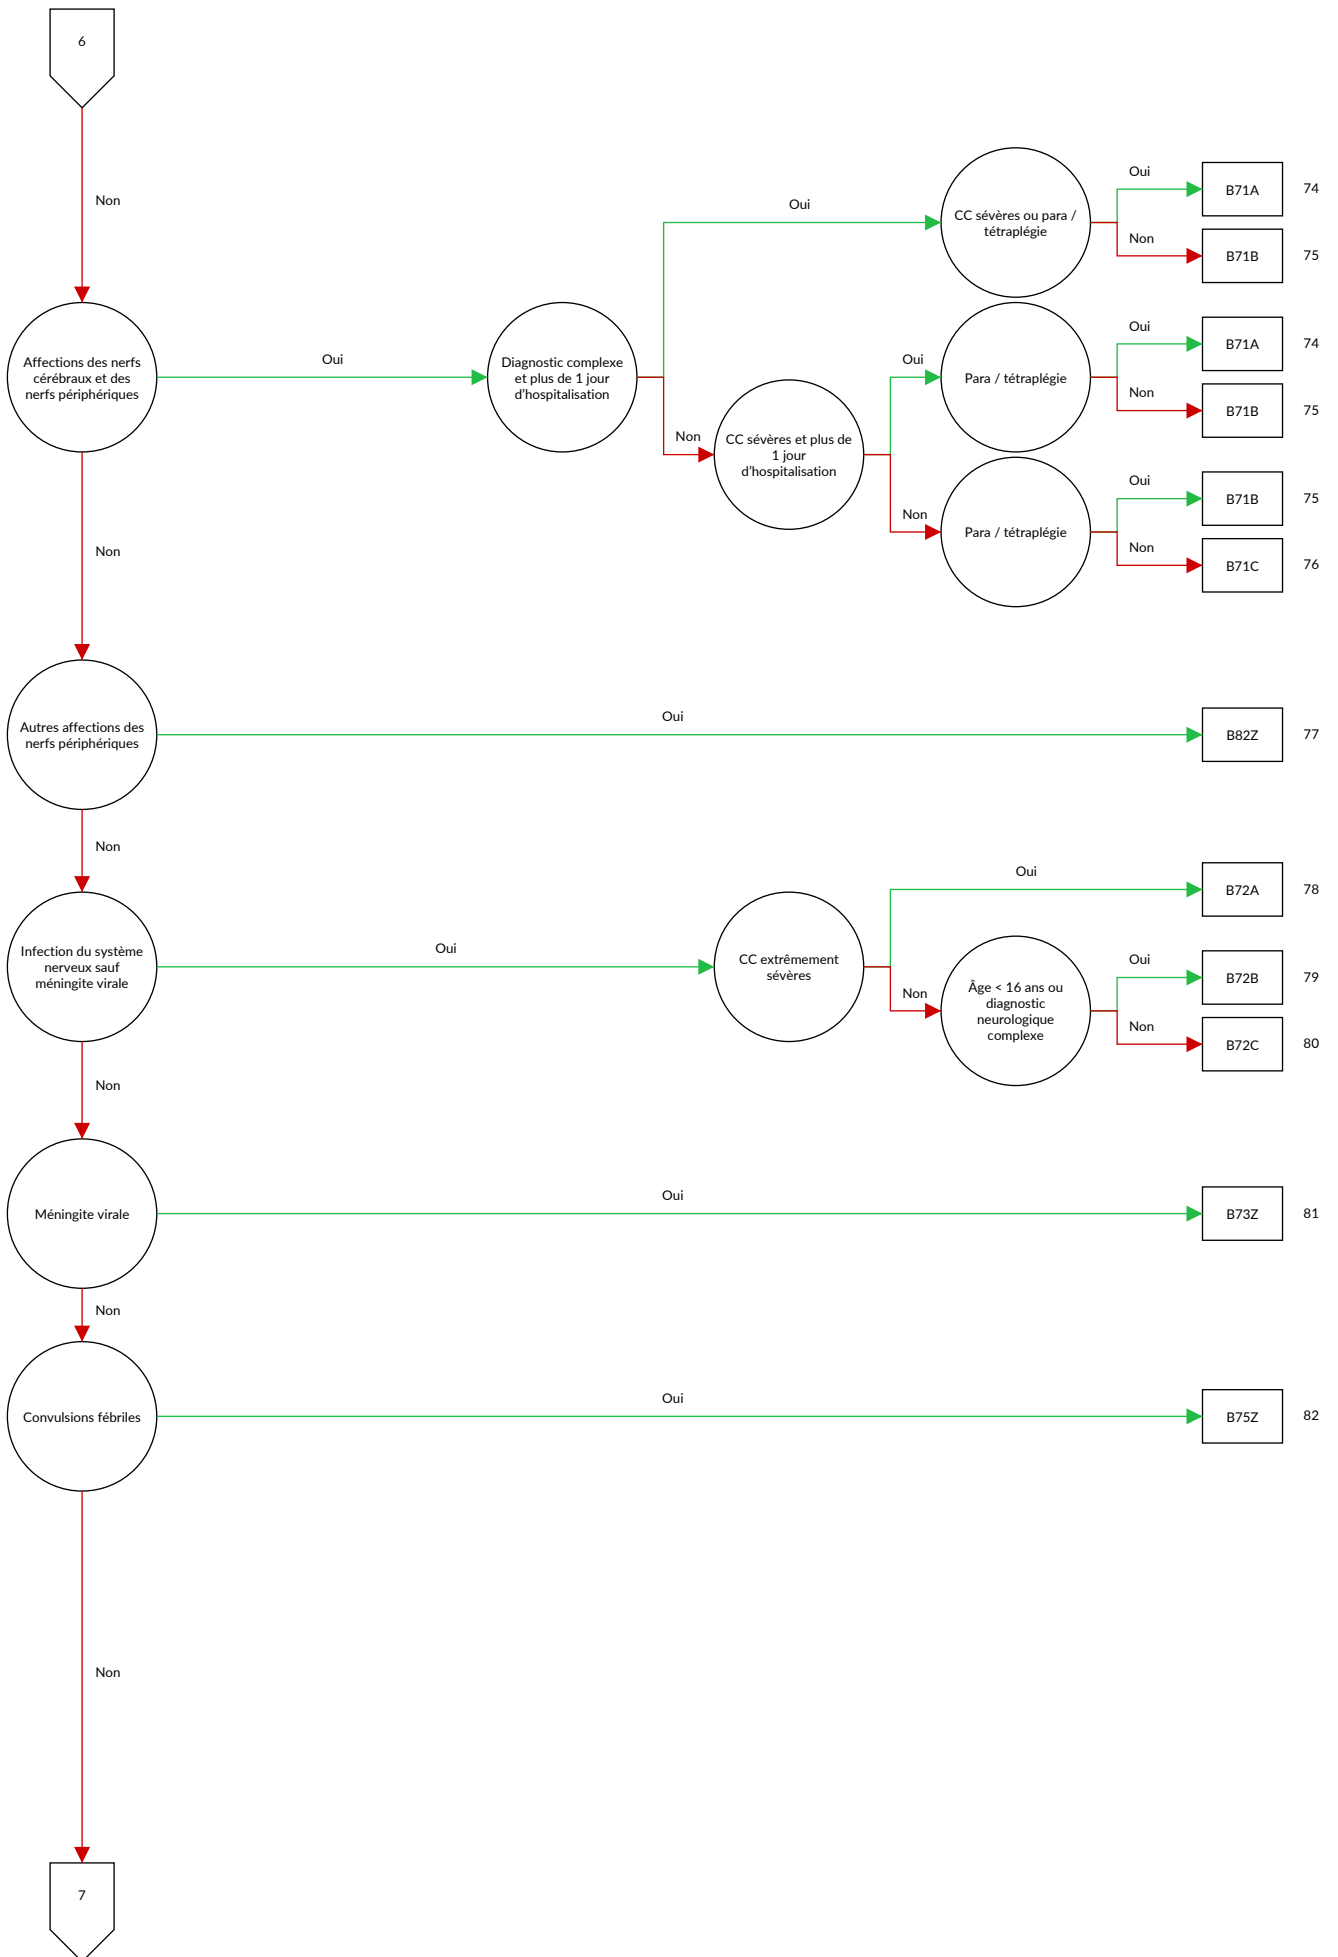 6
Non
Oui
CC sévères ou para /
tétraplégie
Oui
B71A
74
Non
B71B
75
Affections des nerfs
cérébraux et des
nerfs périphériques
Oui
Diagnostic complexe
et plus de 1 jour
d'hospitalisation
Non
CC sévères et plus de
1 jour
d'hospitalisation
Oui
Para / tétraplégie
Oui
B71A
74
Non
B71B
75
Non
Para / tétraplégie
Oui
B71B
75
Non
B71C
76
Non
Autres affections des
nerfs périphériques
Oui
B82Z
77
Non
Infection du système
nerveux sauf
méningite virale
Oui
CC extrêmement
sévères
Oui
B72A
78
Non
Âge < 16 ans ou
diagnostic
neurologique
complexe
Oui
B72B
79
Non
B72C
80
Non
Méningite virale
Oui
B73Z
81
Non
Convulsions fébriles
Oui
B75Z
82
Non
7